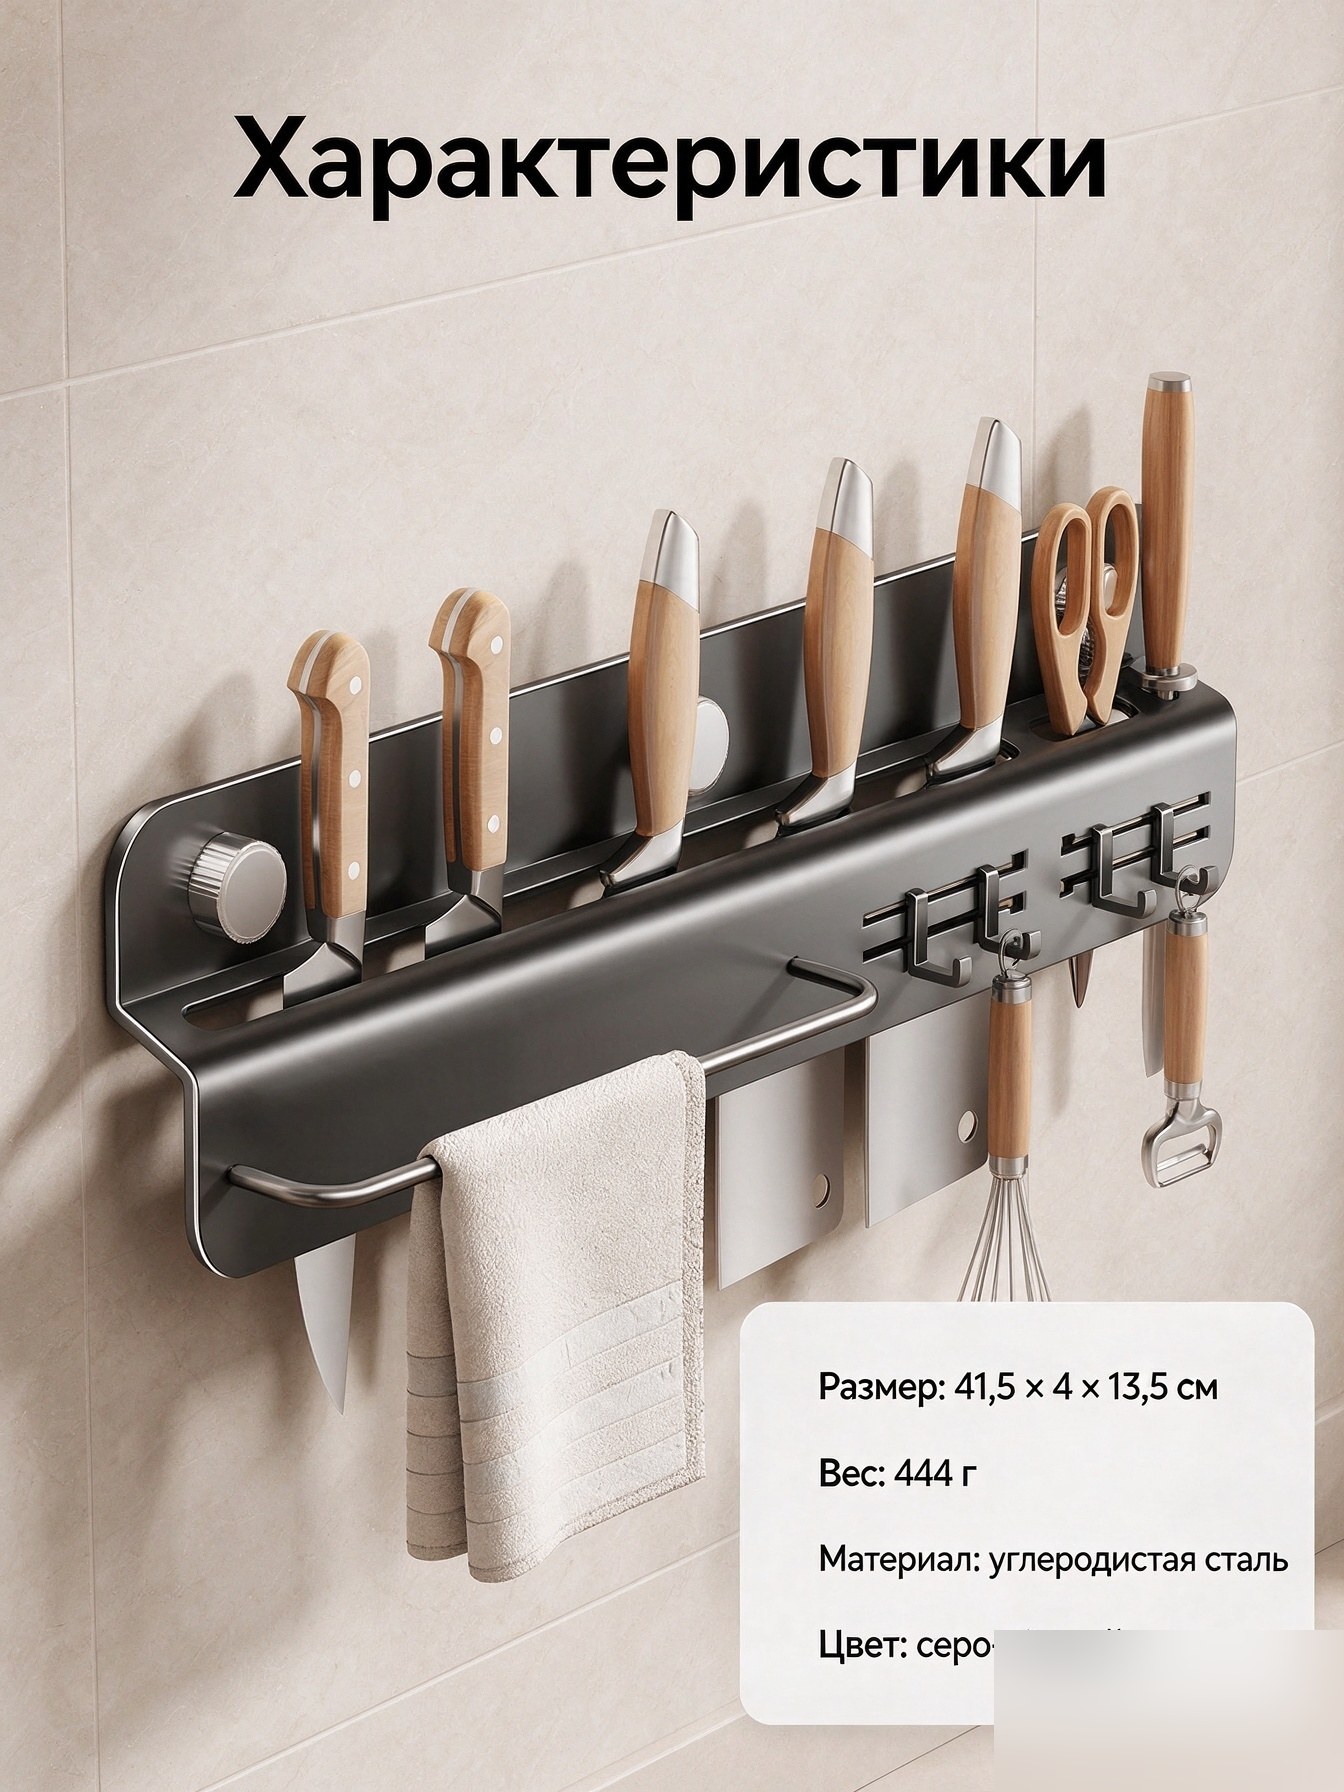 Характеристики
Размер: 41,5 × 4 × 13,5 см
Вес: 444 г
Материал: углеродистая сталь
Цвет: